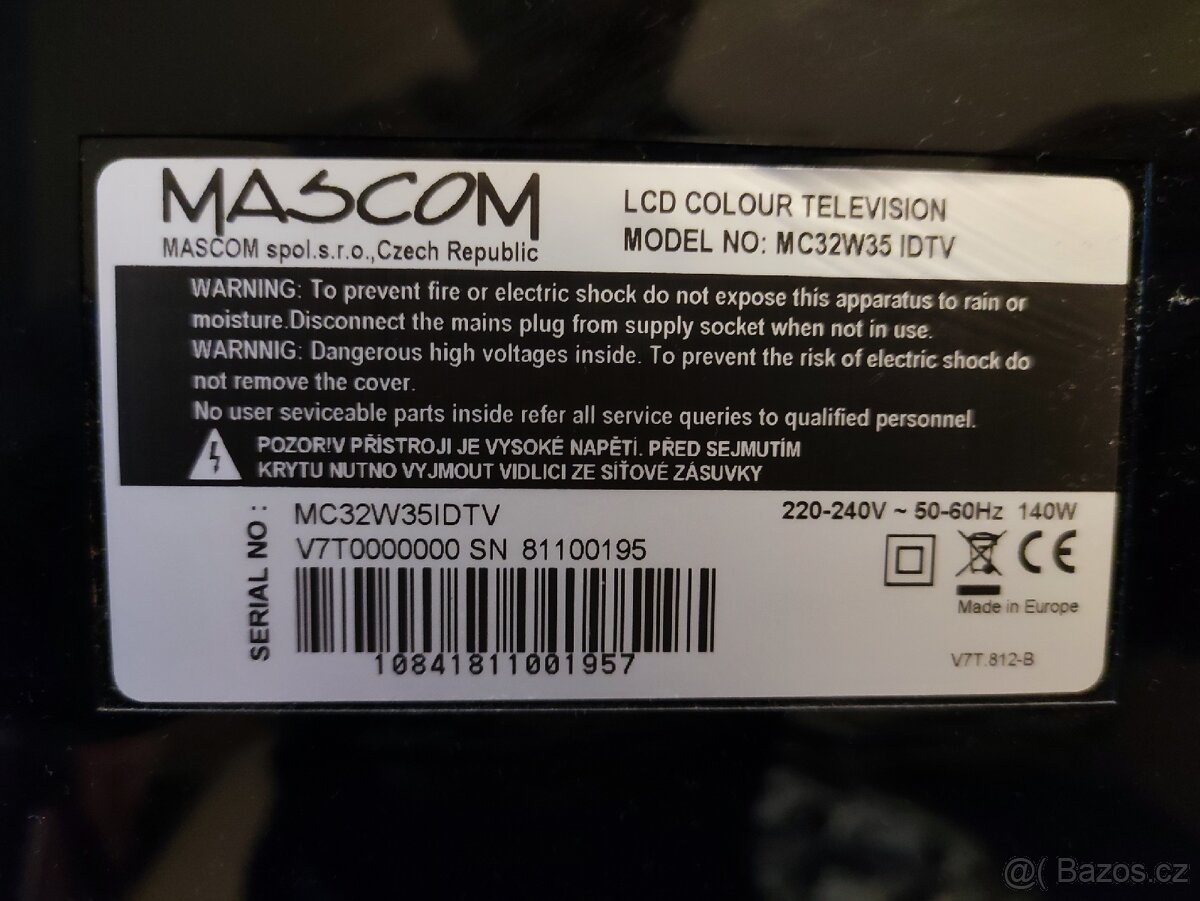 MASCOM
MASCOM spol.s.r.o.,Czech Republic
LCD COLOUR TELEVISION
MODEL NO: MC32W35 IDTV
WARNING: To prevent fire or electric shock do not expose this apparatus to rain or
moisture.Disconnect the mains plug from supply socket when not in use.
WARNNIG: Dangerous high voltages inside. To prevent the risk of electric shock do
not remove the cover.
No user seviceable parts inside refer all service queries to qualified personnel.
POZOR!V PŘÍSTROJI JE VYSOKÉ NAPĚTÍ. PŘED SEJMUTÍM
KRYTU NUTNO VYJMOUT VIDLICI ZE SÍŤOVÉ ZÁSUVKY
SERIAL NO :
MC32W35IDTV
V7T0000000 SN 81100195
10841811001957
220-240V ~ 50-60Hz 140W
CE
Made in Europe
V7T.812-B
@( Bazos.cz